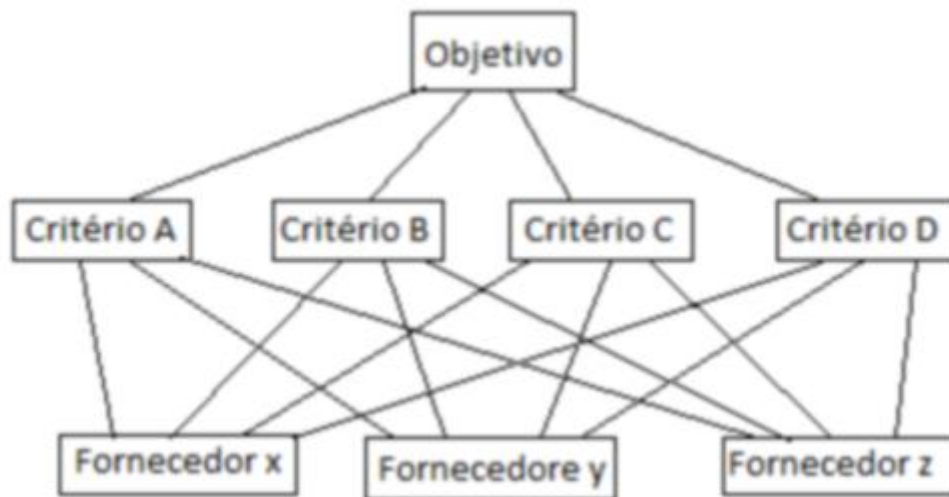 Objetivo
Critério A
Critério B
Critério C
Critério D
Fornecedor x
Fornecedore y
Fornecedor z